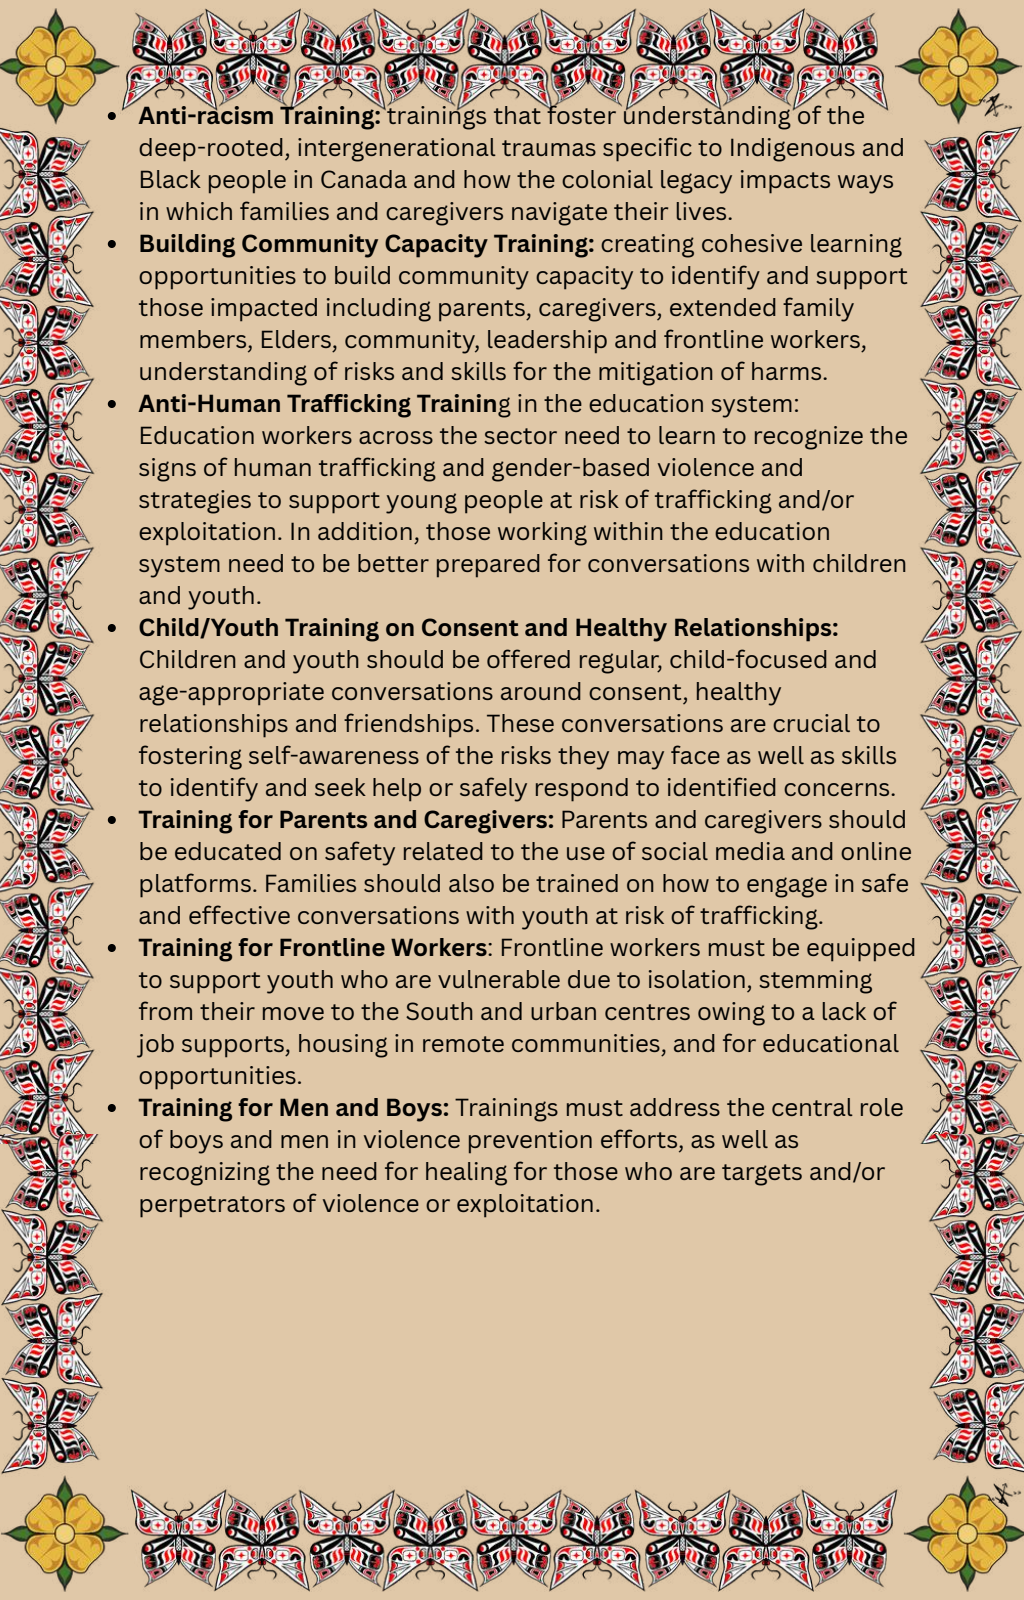 • Anti-racism Training: trainings that foster understanding of the
deep-rooted, intergenerational traumas specific to Indigenous and
Black people in Canada and how the colonial legacy impacts ways
in which families and caregivers navigate their lives.
• Building Community Capacity Training: creating cohesive learning
opportunities to build community capacity to identify and support
those impacted including parents, caregivers, extended family
members, Elders, community, leadership and frontline workers,
understanding of risks and skills for the mitigation of harms.
• Anti-Human Trafficking Training in the education system:
Education workers across the sector need to learn to recognize the
signs of human trafficking and gender-based violence and
strategies to support young people at risk of trafficking and/or
exploitation. In addition, those working within the education
system need to be better prepared for conversations with children
and youth.
• Child/Youth Training on Consent and Healthy Relationships:
Children and youth should be offered regular, child-focused and
age-appropriate conversations around consent, healthy
relationships and friendships. These conversations are crucial to
fostering self-awareness of the risks they may face as well as skills
to identify and seek help or safely respond to identified concerns.
• Training for Parents and Caregivers: Parents and caregivers should
be educated on safety related to the use of social media and online
platforms. Families should also be trained on how to engage in safe
and effective conversations with youth at risk of trafficking.
• Training for Frontline Workers: Frontline workers must be equipped
to support youth who are vulnerable due to isolation, stemming
from their move to the South and urban centres owing to a lack of
job supports, housing in remote communities, and for educational
opportunities.
• Training for Men and Boys: Trainings must address the central role
of boys and men in violence prevention efforts, as well as
recognizing the need for healing for those who are targets and/or
perpetrators of violence or exploitation.